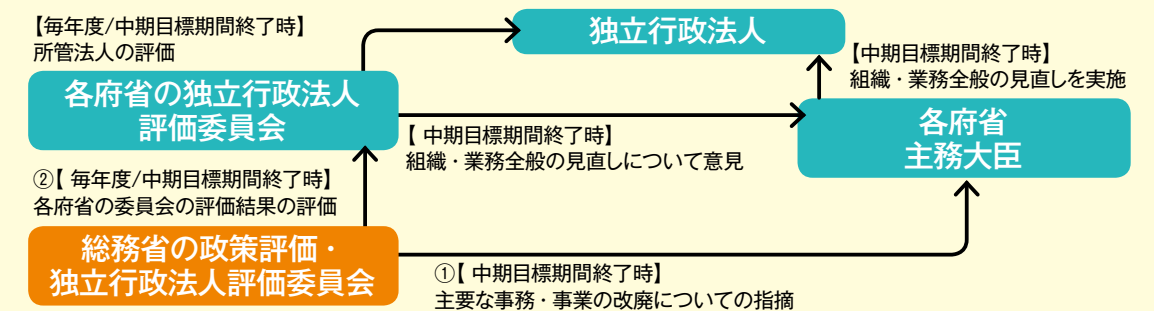 【毎年度/中期目標期間終了時】
所管法人の評価
独立行政法人
【中期目標期間終了時】
組織・業務全般の見直しを実施
各府省の独立行政法人
評価委員会
【 中期目標期間終了時】
組織・業務全般の見直しについて意見
各府省
主務大臣
②【 毎年度/中期目標期間終了時】
各府省の委員会の評価結果の評価
総務省の政策評価・
独立行政法人評価委員会
①【 中期目標期間終了時】
主要な事務・事業の改廃についての指摘